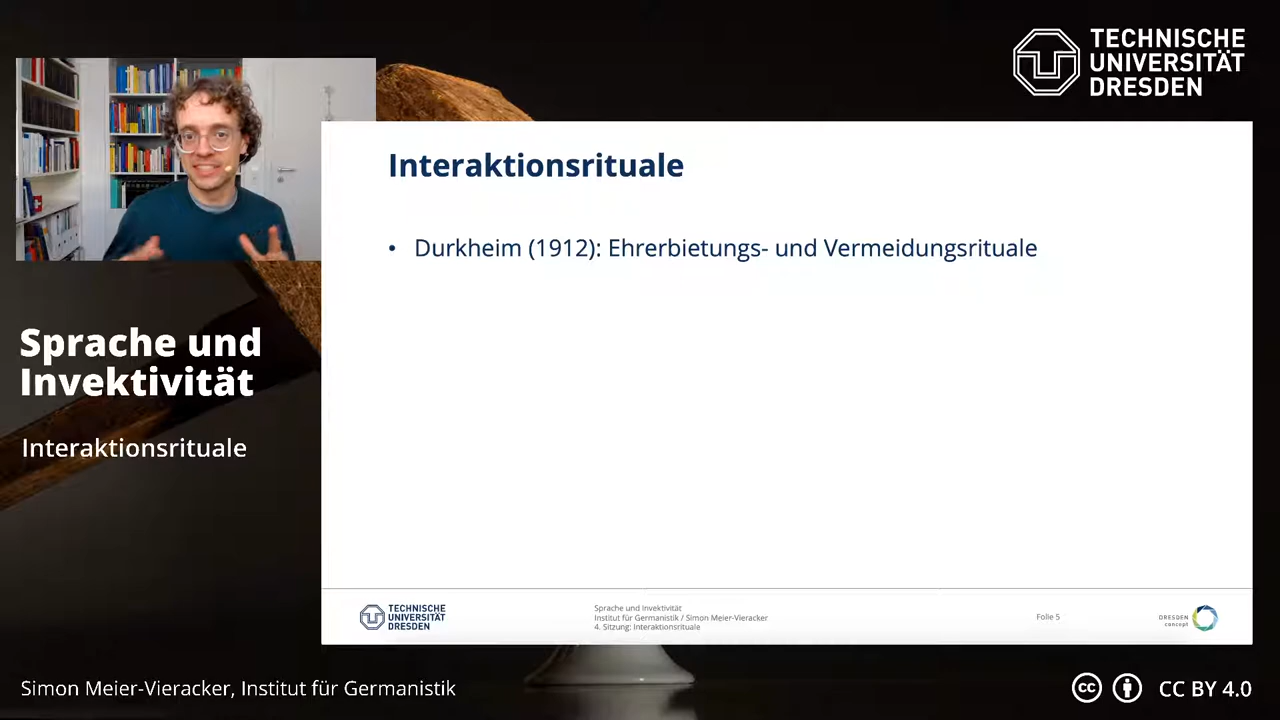 TECHNISCHE
UNIVERSITÄT
DRESDEN
Interaktionsrituale
• Durkheim (1912): Ehrerbietungs- und Vermeidungsrituale
Sprache und
Invektivität
Interaktionsrituale
TECHNISCHE
UNIVERSITÄT
DRESDEN
Sprache und Invektivität
Institut für Germanistik / Simon Meier-Vieracker
4. Sitzung: Interaktionsrituale
Folie 5
DRESDEN
concept
Simon Meier-Vieracker, Institut für Germanistik
cc
CC BY 4.0